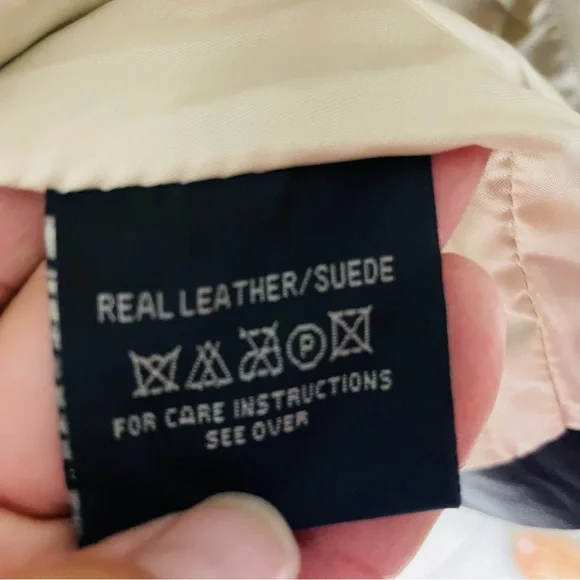 REAL LEATHER/SUEDE
P
FOR CARE INSTRUCTIONS
SEE OVER